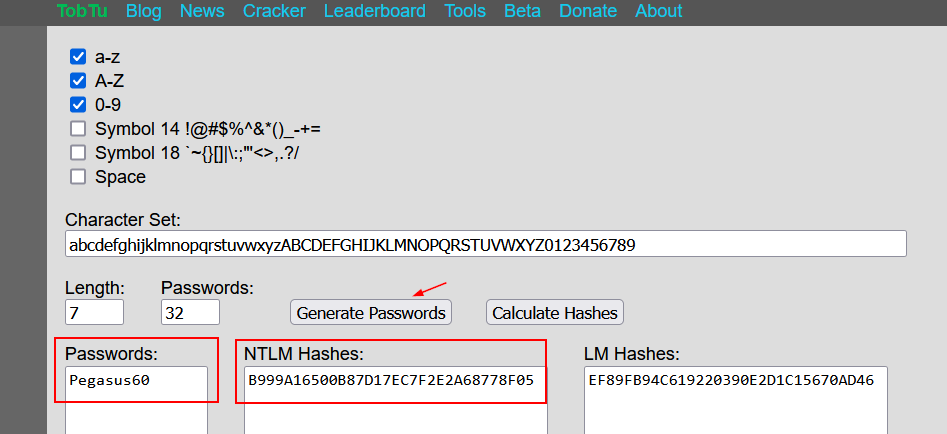 TobTu Blog News Cracker Leaderboard Tools Beta Donate About
a-z
A-Z
0-9
Symbol 14 !@#$%^&*()_-+=
Symbol 18 `~{}[]|\:;"'<>,.?/
Space
Character Set:
abcdefghijklmnopqrstuvwxyzABCDEFGHIJKLMNOPQRSTUVWXYZ0123456789
Length: Passwords:
7 32 Generate Passwords Calculate Hashes
Passwords: NTLM Hashes: LM Hashes:
Pegasus60 B999A16500B87D17EC7F2E2A68778F05 EF89FB94C619220390E2D1C15670AD46